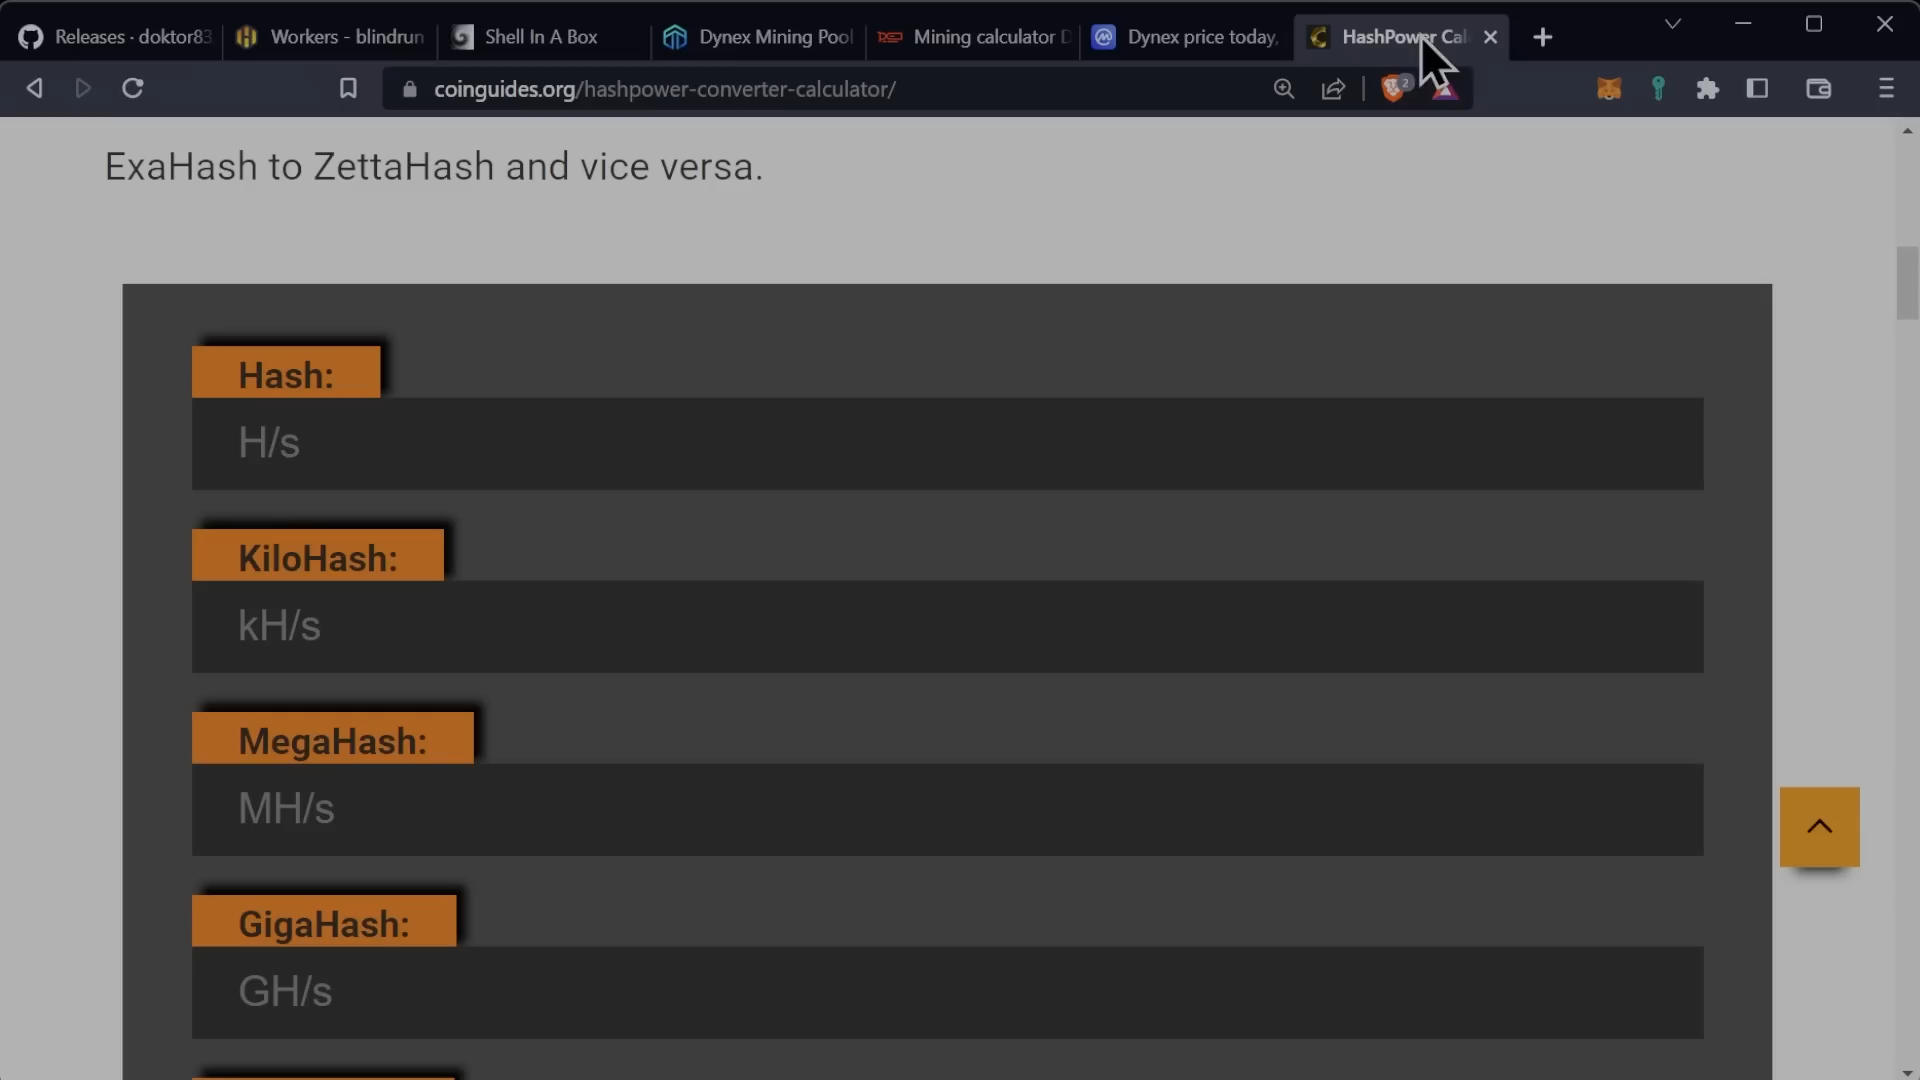 Releases · doktor83
Workers - blindrun
Shell In A Box
Dynex Mining Pool
Mining calculator D
Dynex price today,
HashPower Cal
coinguides.org/hashpower-converter-calculator/
2
ExaHash to ZettaHash and vice versa.
Hash:
H/s
KiloHash:
kH/s
MegaHash:
MH/s
GigaHash:
GH/s